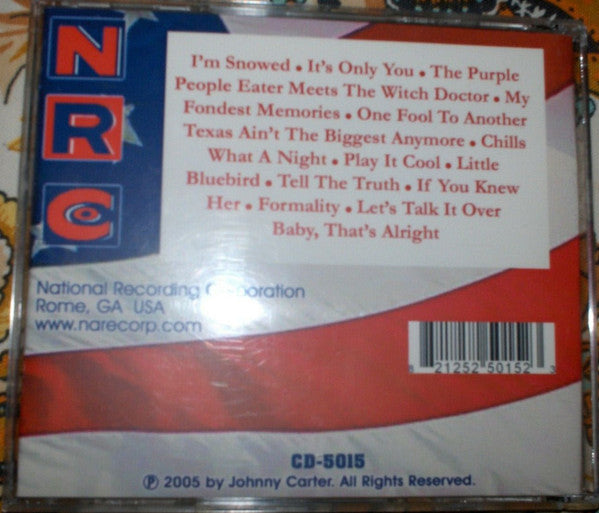 N
R
C Co
I'm Snowed • It's Only You • The Purple
People Eater Meets The Witch Doctor • My
Fondest Memories • One Fool To Another
Texas Ain't The Biggest Anymore • Chills
What A Night • Play It Cool • Little
Bluebird • Tell The Truth • If You Knew
Her • Formality • Let's Talk It Over
Baby, That's Alright
National Recording Corporation
Rome, GA USA
www.narecorp.com
8 21252 50152 3
CD-5015
℗ 2005 by Johnny Carter. All Rights Reserved.